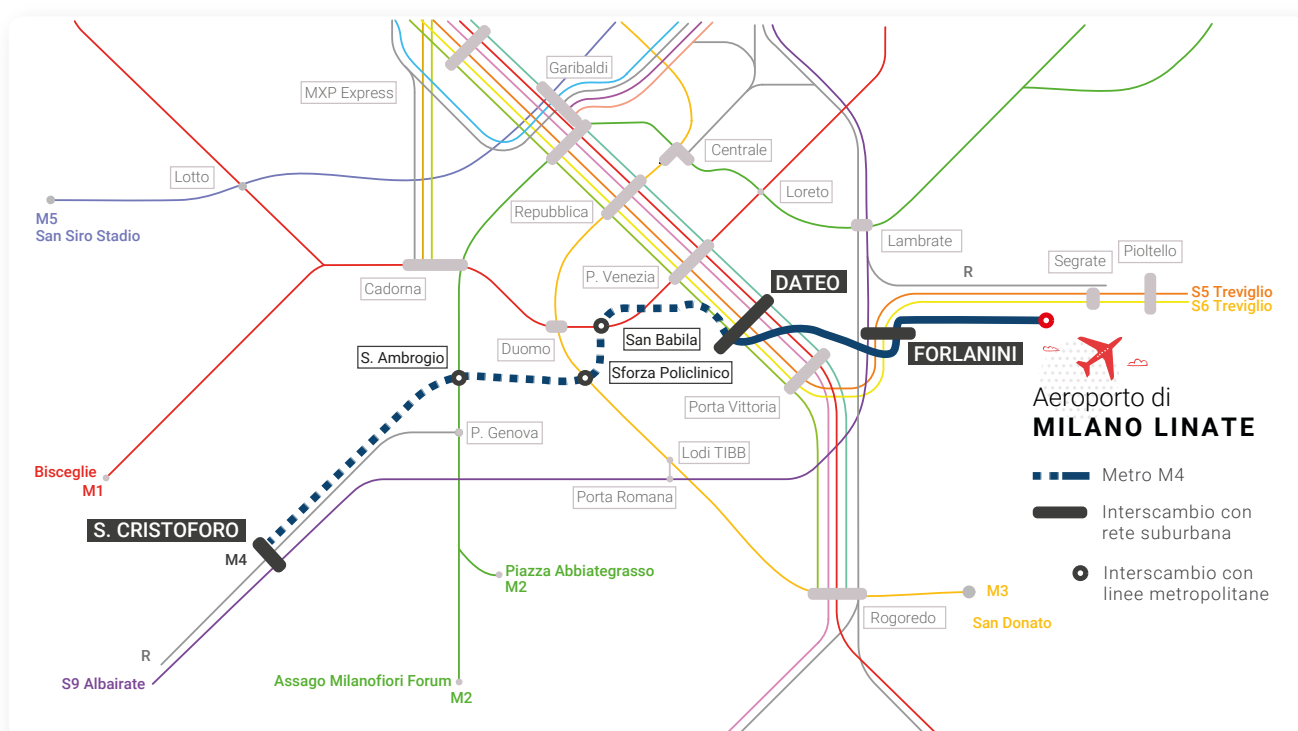 Garibaldi
MXP Express
Centrale
Lotto
Loreto
Repubblica
M5
San Siro Stadio
Lambrate
Pioltello
Segrate
R
P. Venezia
DATEO
Cadorna
S5 Treviglio
S6 Treviglio
San Babila
Duomo
FORLANINI
S. Ambrogio
Sforza Policlinico
Aeroporto di
MILANO LINATE
Porta Vittoria
P. Genova
Lodi TIBB
Bisceglie
M1
Metro M4
Porta Romana
Interscambio con
rete suburbana
S. CRISTOFORO
M4
Piazza Abbiategrasso
M2
Interscambio con
linee metropolitane
M3
San Donato
Rogoredo
R
S9 Albairate
Assago Milanofiori Forum
M2